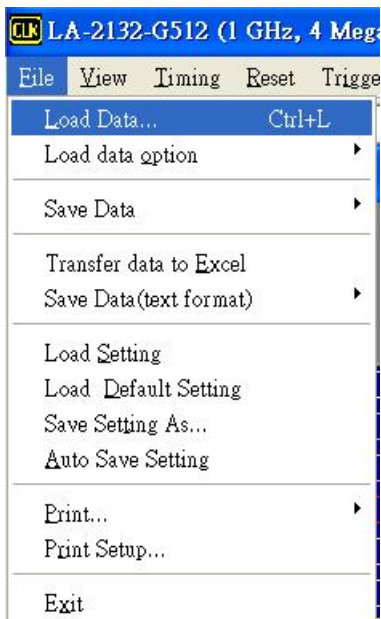 CLK LA-2132-G512 (1 GHz, 4 Mega
File View Timing Reset Trigge
Load Data... Ctrl+L
Load data option
Save Data
Transfer data to Excel
Save Data(text format)
Load Setting
Load Default Setting
Save Setting As...
Auto Save Setting
Print...
Print Setup...
Exit